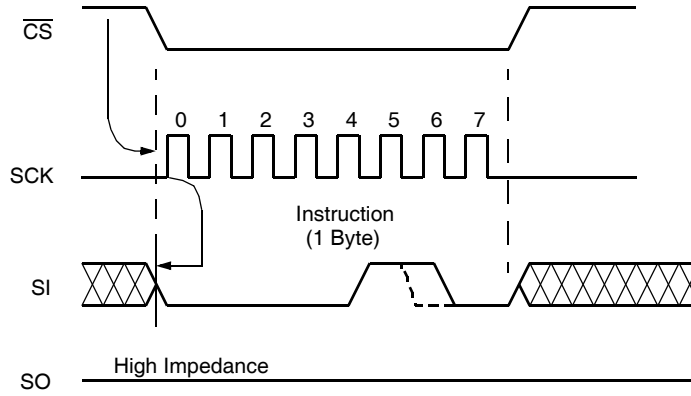 CS
0 1 2 3 4 5 6 7
SCK
Instruction
(1 Byte)
SI
High Impedance
SO